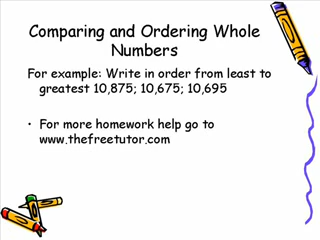 Comparing and Ordering Whole
Numbers
For example: Write in order from least to
greatest 10,875; 10,675; 10,695
• For more homework help go to
www.thefreetutor.com